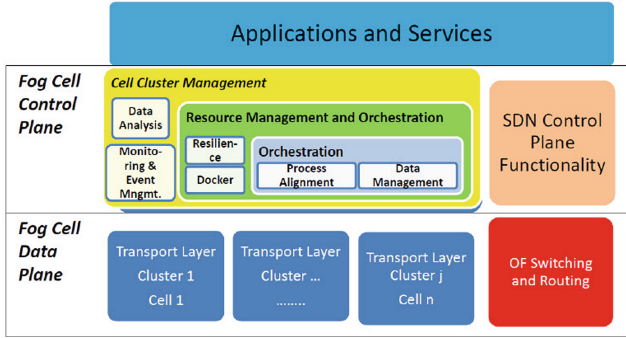 Applications and Services
Fog Cell
Control
Plane
Cell Cluster Management
Data
Analysis
Monito-
ring &
Event
Mngmt.
Resource Management and Orchestration
Resilien-
ce
Docker
Orchestration
Process
Alignment
Data
Management
SDN Control
Plane
Functionality
Fog Cell
Data
Plane
Transport Layer
Cluster 1
Cell 1
Transport Layer
Cluster ...
........
Transport Layer
Cluster j
Cell n
OF Switching
and Routing